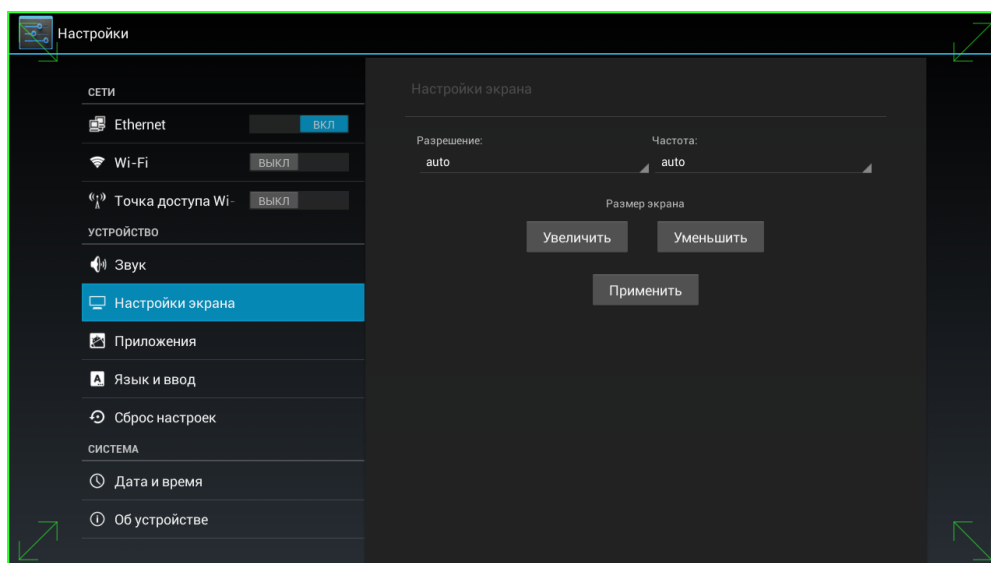 Настройки
СЕТИ
Ethernet ВКЛ
Wi-Fi ВЫКЛ
Точка доступа Wi- ВЫКЛ
УСТРОЙСТВО
Звук
Настройки экрана
Приложения
Язык и ввод
Сброс настроек
СИСТЕМА
Дата и время
Об устройстве
Настройки экрана
Разрешение: Частота:
auto auto
Размер экрана
Увеличить Уменьшить
Применить